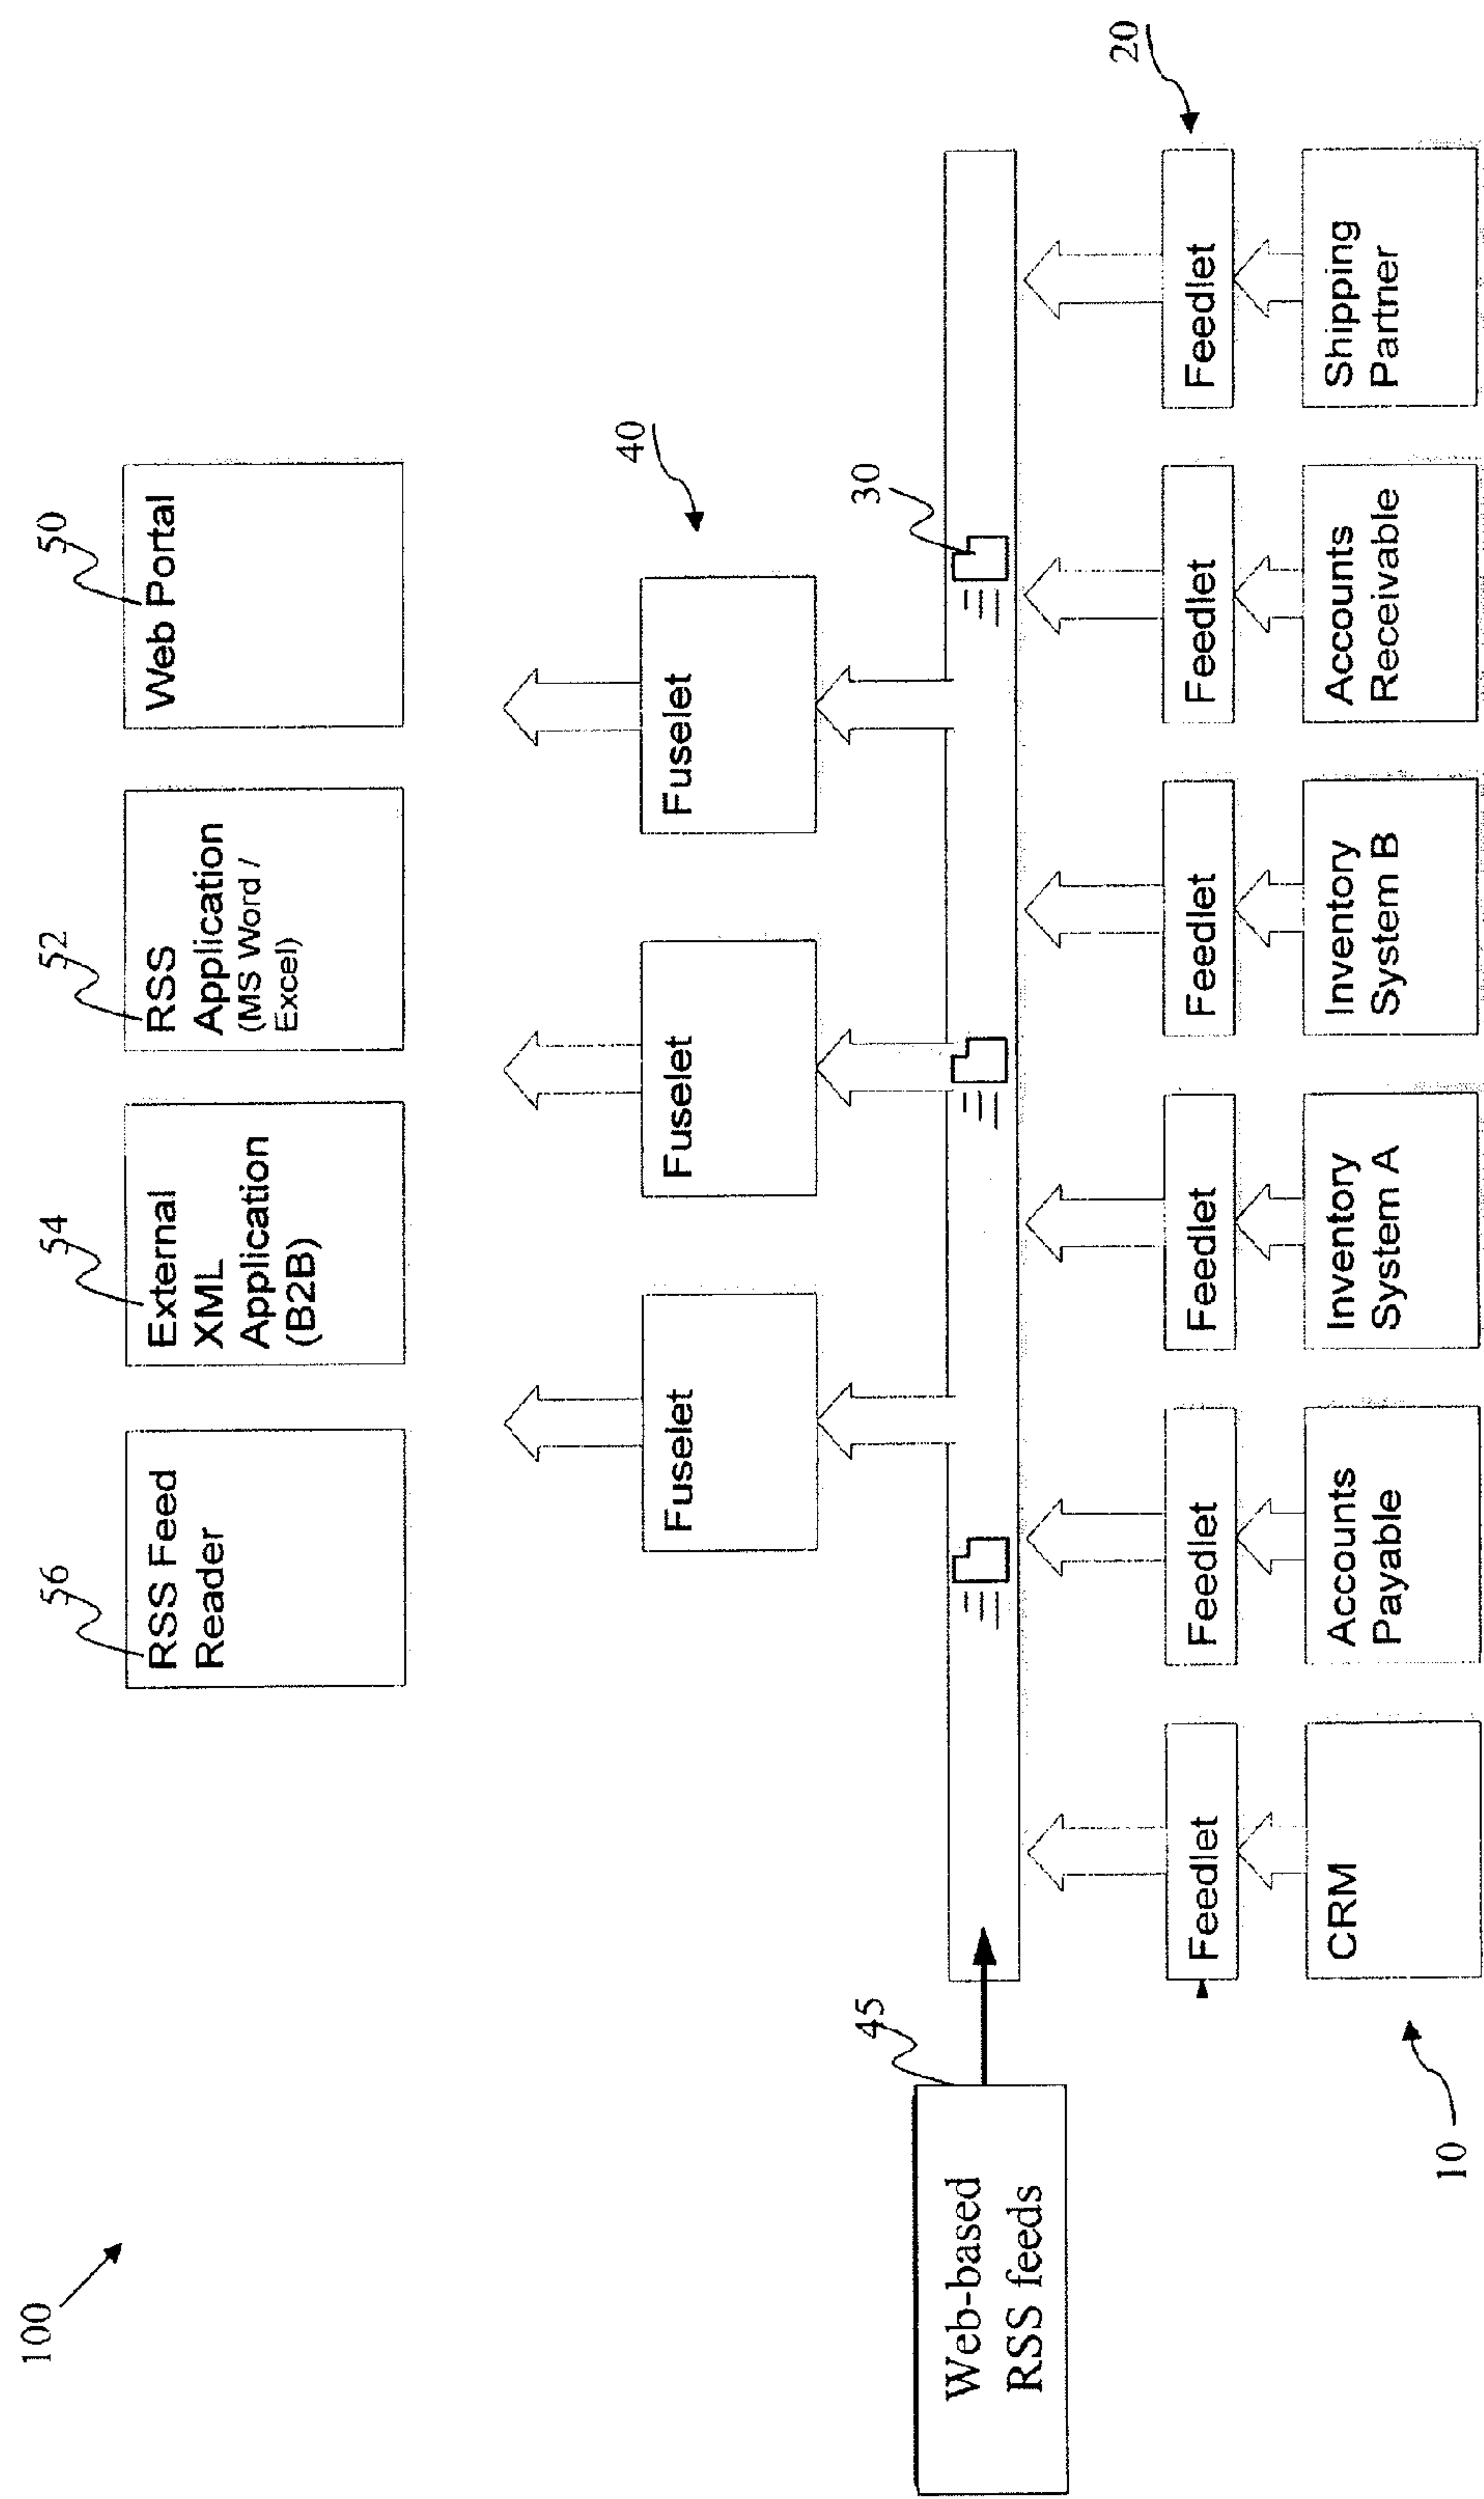 100
56
54
52
50
RSS Feed
Reader
External
XML
Application
(B2B)
RSS
Application
(MS Word /
Excel)
Web Portal
40
Fuselet
Fuselet
Fuselet
45
30
Web-based
RSS feeds
20
Feedlet
Feedlet
Feedlet
Feedlet
Feedlet
Feedlet
CRM
Accounts
Payable
Inventory
System A
Inventory
System B
Accounts
Receivable
Shipping
Partner
10